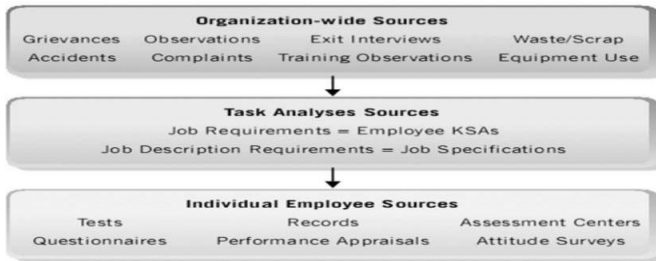 Organization-wide Sources
Grievances Observations Exit Interviews Waste/Scrap
Accidents Complaints Training Observations Equipment Use
Task Analyses Sources
Job Requirements = Employee KSAs
Job Description Requirements = Job Specifications
Individual Employee Sources
Tests Records Assessment Centers
Questionnaires Performance Appraisals Attitude Surveys